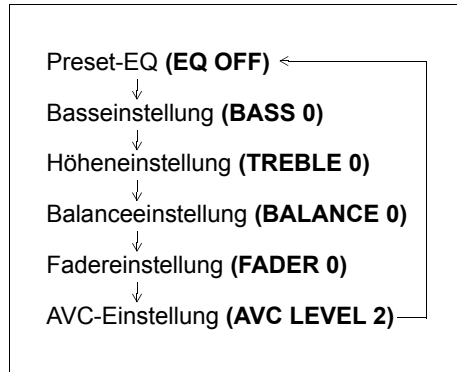 Preset-EQ (EQ OFF)
Basseinstellung (BASS 0)
Höheneinstellung (TREBLE 0)
Balanceeinstellung (BALANCE 0)
Fadereinstellung (FADER 0)
AVC-Einstellung (AVC LEVEL 2)